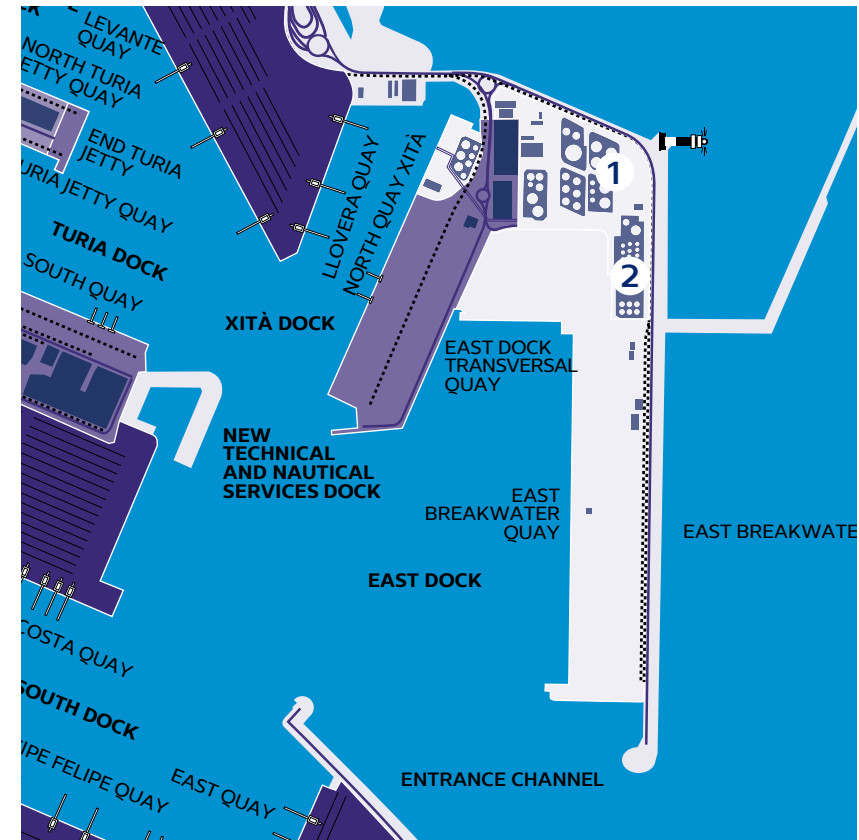 LEVANTE
QUAY
NORTH TURIA
JETTY QUAY
END TURIA
JETTY
TURIA JETTY QUAY
TURIA DOCK
SOUTH QUAY
LLOVERA QUAY
NORTH QUAY XITÀ
1
2
XITÀ DOCK
EAST DOCK
TRANSVERSAL
QUAY
NEW
TECHNICAL
AND NAUTICAL
SERVICES DOCK
EAST
BREAKWATER
QUAY
EAST BREAKWATE
EAST DOCK
COSTA QUAY
SOUTH DOCK
IPE FELIPE QUAY
EAST QUAY
ENTRANCE CHANNEL